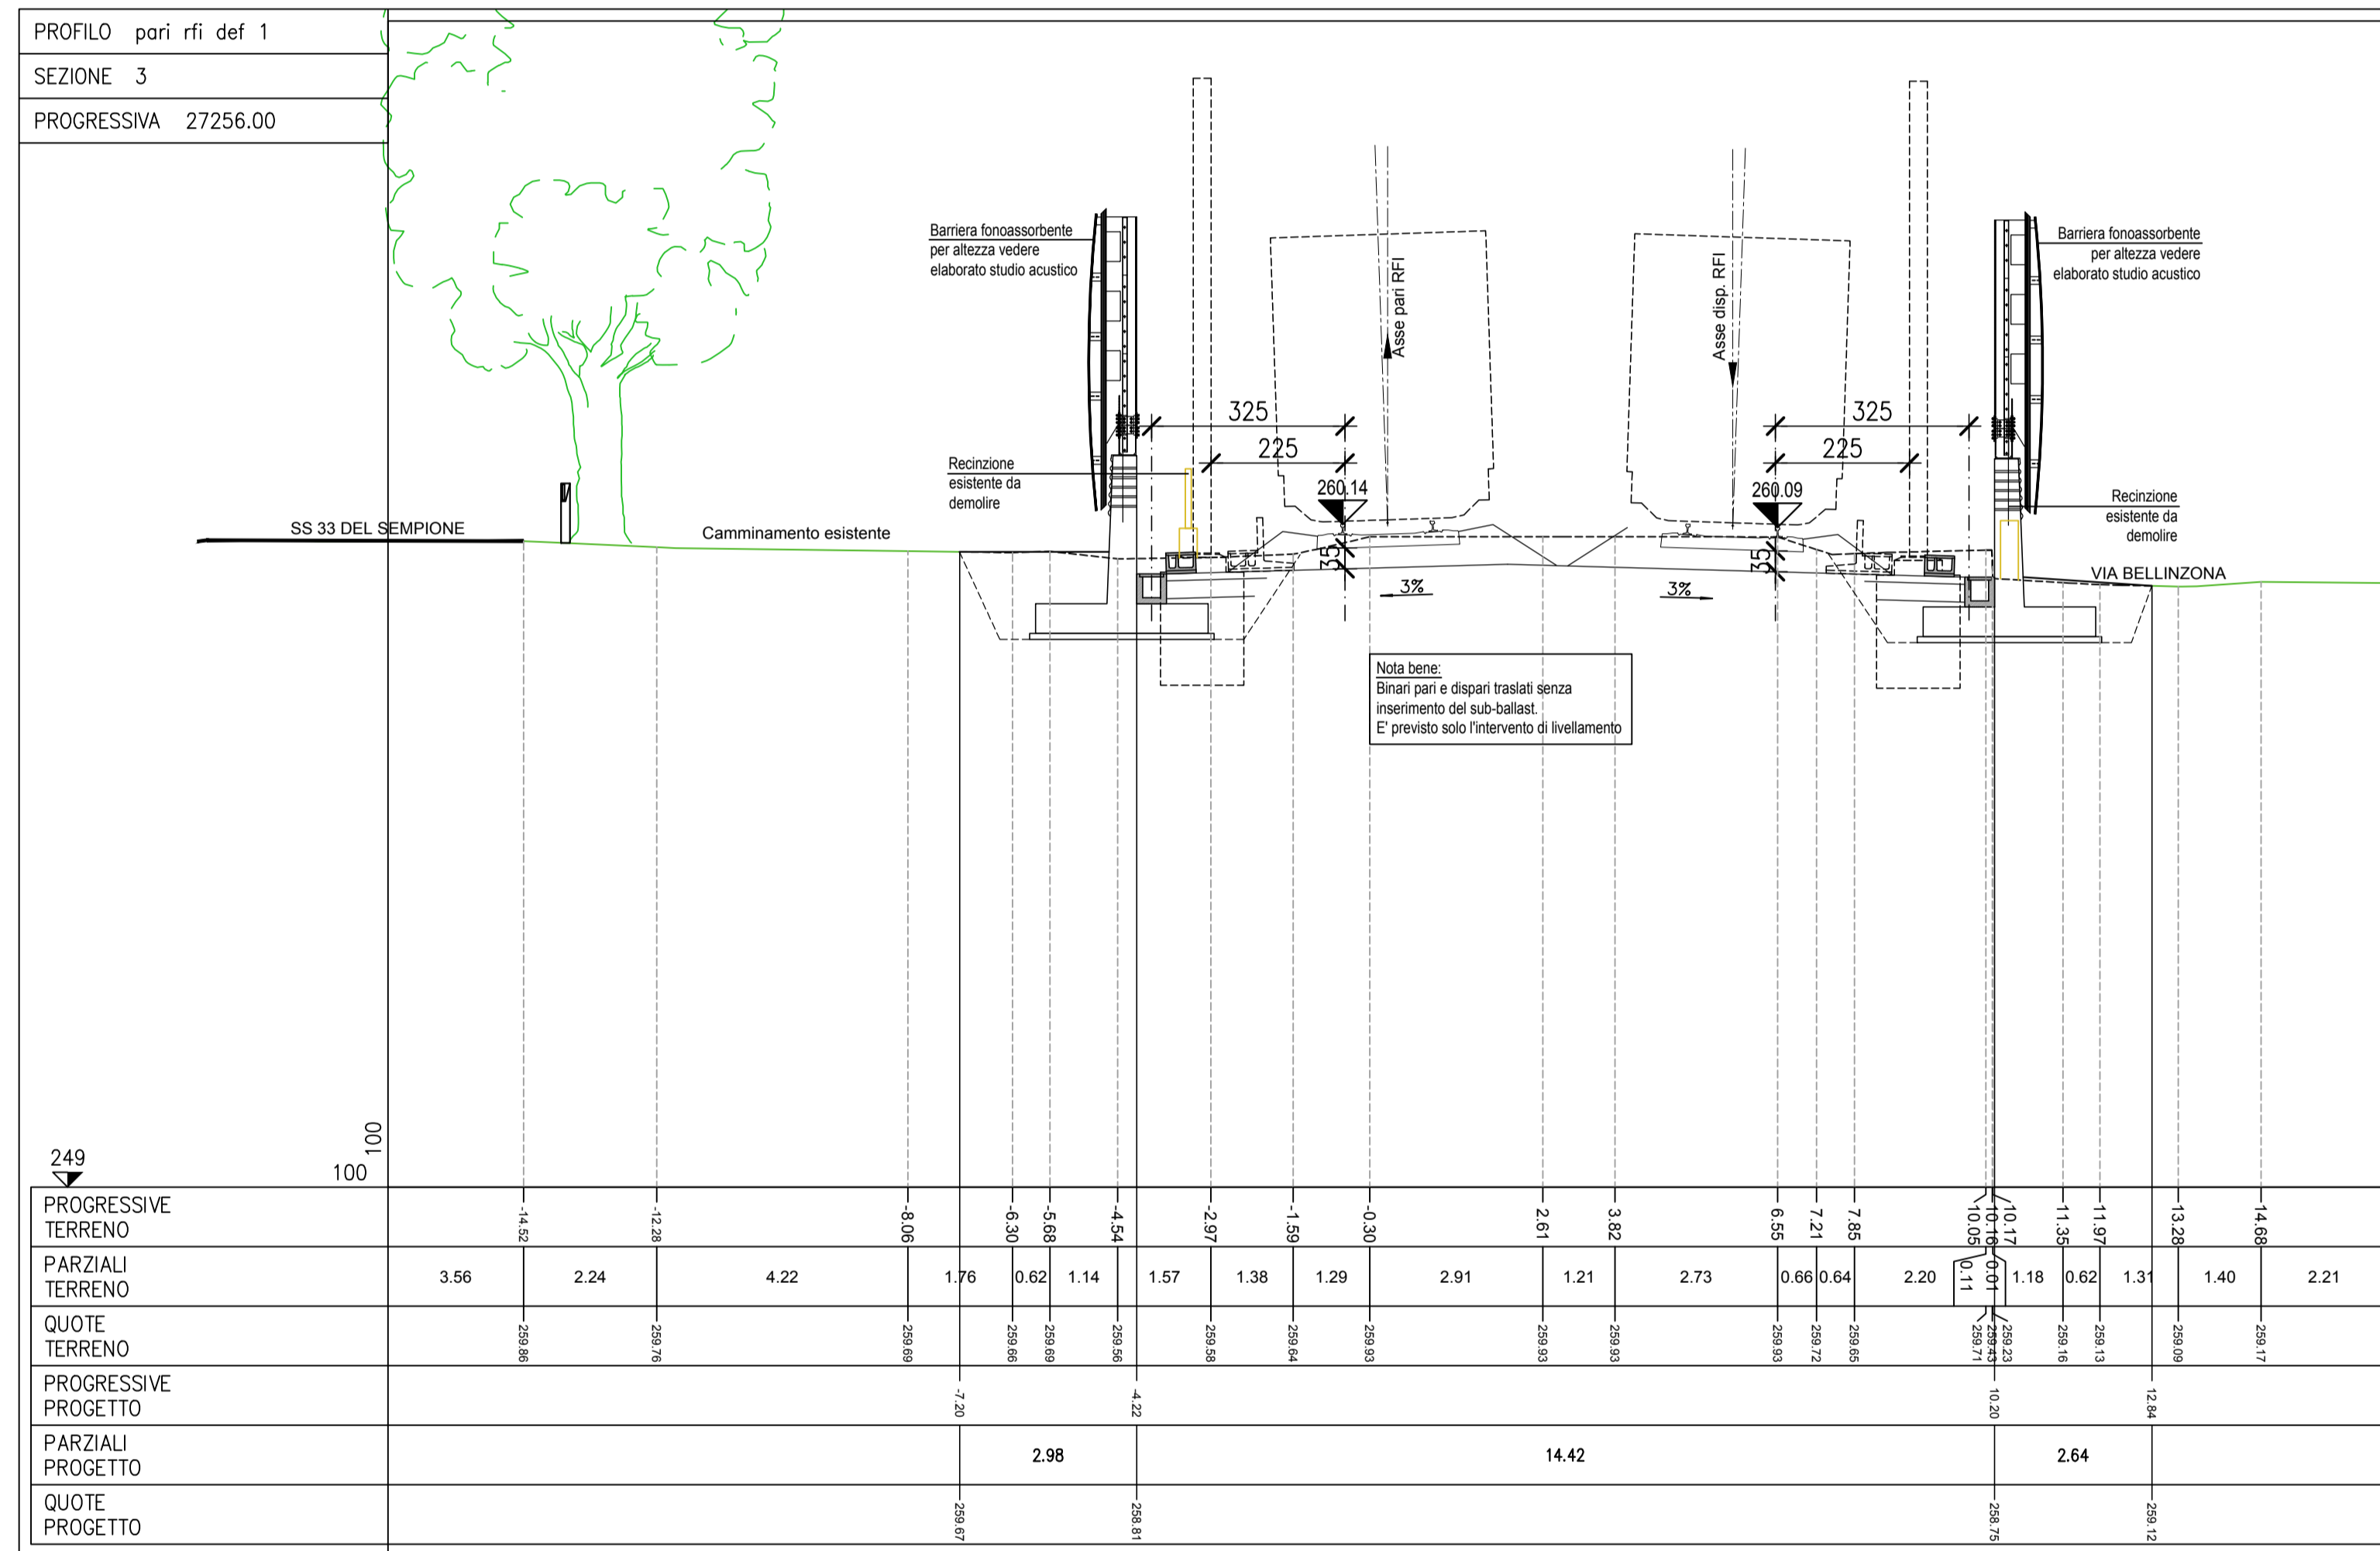 PROFILO pari rfi def 1
SEZIONE 3
PROGRESSIVA 27256.00
Barriera fonoassorbente
per altezza vedere
elaborato studio acustico
Recinzione
esistente da
demolire
SS 33 DEL SEMPIONE
Camminamento esistente
325
225
260.14
35
Asse pari RFI
Asse disp. RFI
325
225
260.09
35
3%
3%
Barriera fonoassorbente
per altezza vedere
elaborato studio acustico
Recinzione
esistente da
demolire
VIA BELLINZONA
Nota bene:
Binari pari e dispari traslati senza
inserimento del sub-ballast.
E' previsto solo l'intervento di livellamento
249
100
100
PROGRESSIVE
TERRENO
-14.52 -12.28 -8.06 -6.30 -5.68 -4.54 -2.97 -1.59 -0.30 2.61 3.82 6.55 7.21 7.85 10.05 10.16 10.17 11.35 11.97 13.28 14.68
PARZIALI
TERRENO
3.56 2.24 4.22 1.76 0.62 1.14 1.57 1.38 1.29 2.91 1.21 2.73 0.66 0.64 2.20 0.11 0.01 1.18 0.62 1.31 1.40 2.21
QUOTE
TERRENO
259.86 259.76 259.69 259.66 259.69 259.56 259.58 259.64 259.93 259.93 259.93 259.93 259.72 259.65 259.71 259.43 259.23 259.16 259.13 259.09 259.17
PROGRESSIVE
PROGETTO
-7.20 -4.22 10.20 12.84
PARZIALI
PROGETTO
2.98 14.42 2.64
QUOTE
PROGETTO
259.67 258.81 258.75 259.12